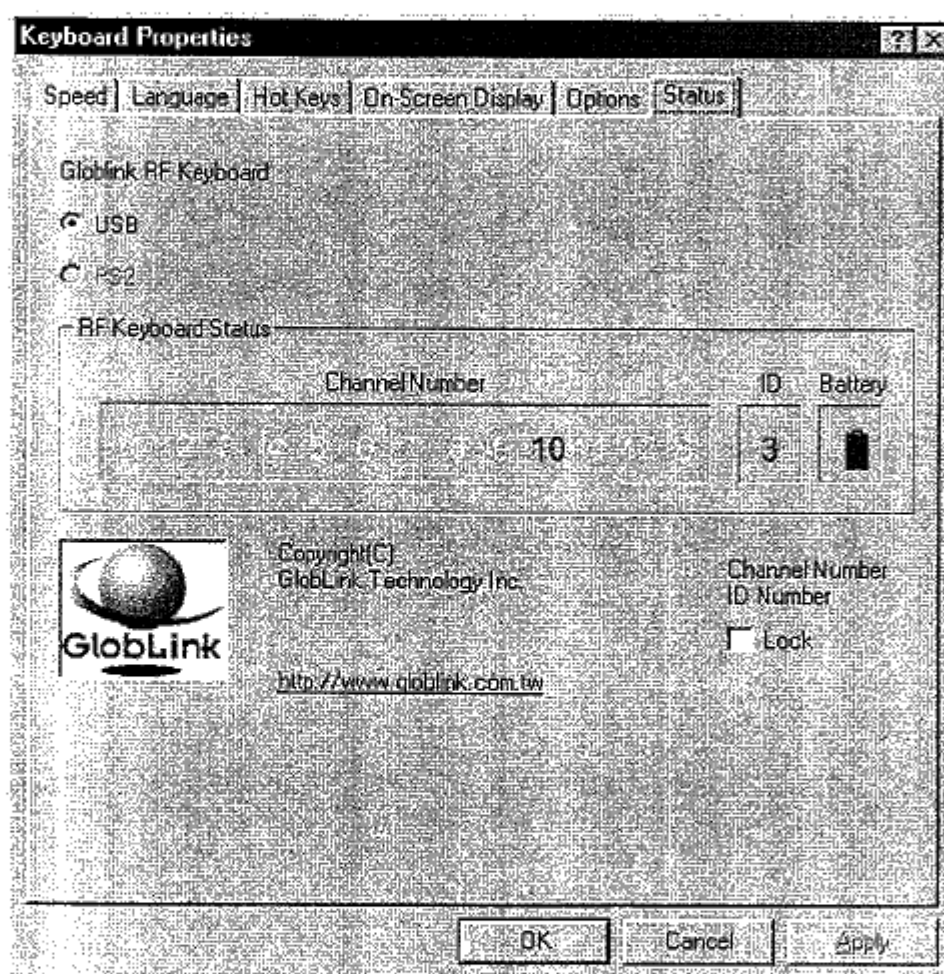 Keyboard Properties
Speed Language Hot Keys On-Screen Display Options Status
Globlink RF Keyboard
USB
PS2
RF Keyboard Status
Channel Number ID Battery
10 3
Copyright(C)
GlobLink Technology Inc.
Channel Number
ID Number
GlobLink
Lock
http://www.globlink.com.tw
OK Cancel Apply